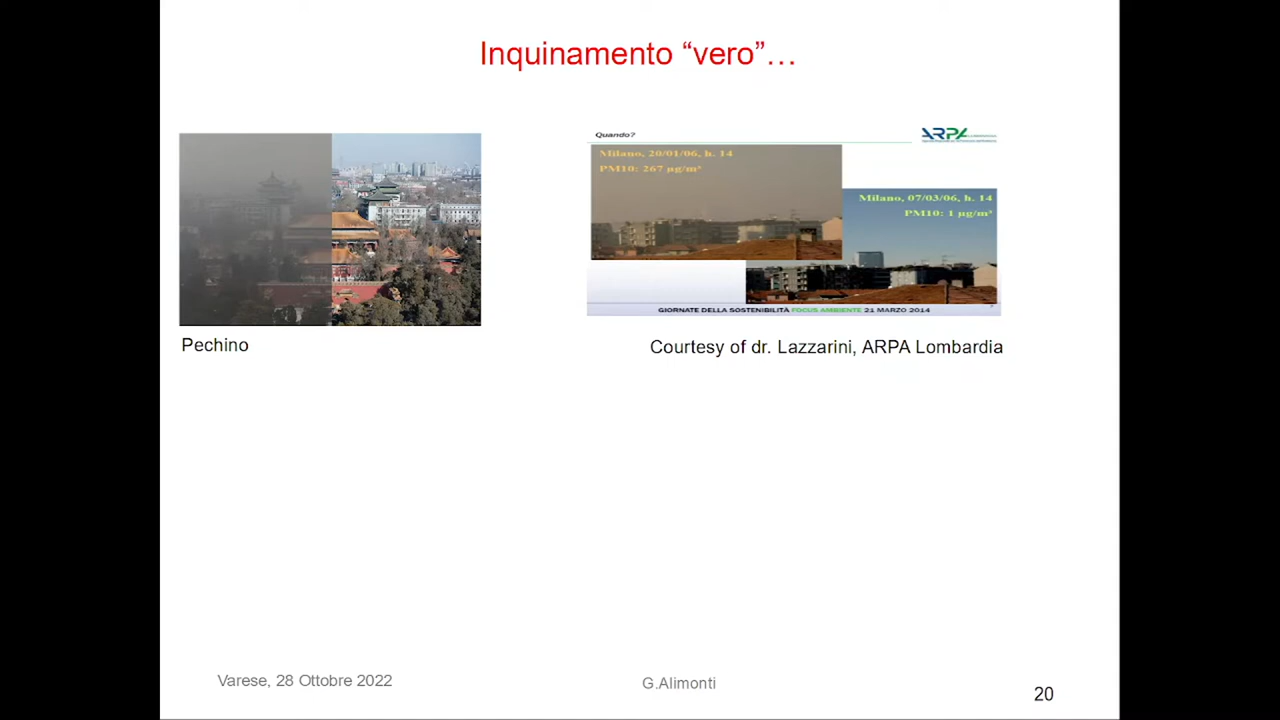 Inquinamento “vero”…
Quando?
ARPA
Milano, 20/01/06, h. 14
PM10: 267 µg/m³
Milano, 07/03/06, h. 14
PM10: 1 µg/m³
GIORNATE DELLA SOSTENIBILITÀ FOCUS AMBIENTE 21 MARZO 2014
Pechino
Courtesy of dr. Lazzarini, ARPA Lombardia
Varese, 28 Ottobre 2022
G.Alimonti
20